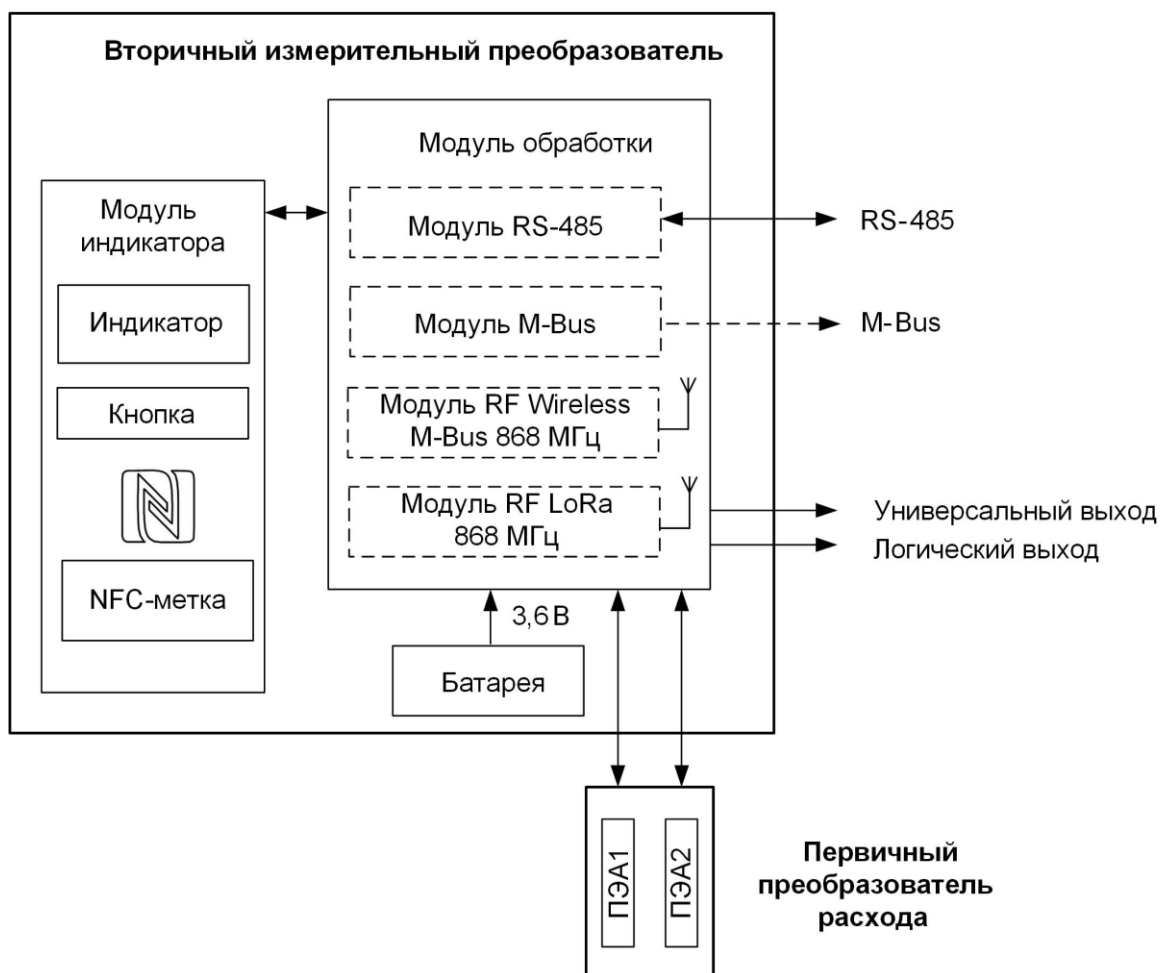 Вторичный измерительный преобразователь
Модуль обработки
Модуль
индикатора
Индикатор
Кнопка
NFC-метка
Модуль RS-485
RS-485
Модуль M-Bus
M-Bus
Модуль RF Wireless
M-Bus 868 МГц
Модуль RF LoRa
868 МГц
Универсальный выход
Логический выход
3,6 В
Батарея
ПЭА1
ПЭА2
Первичный
преобразователь
расхода